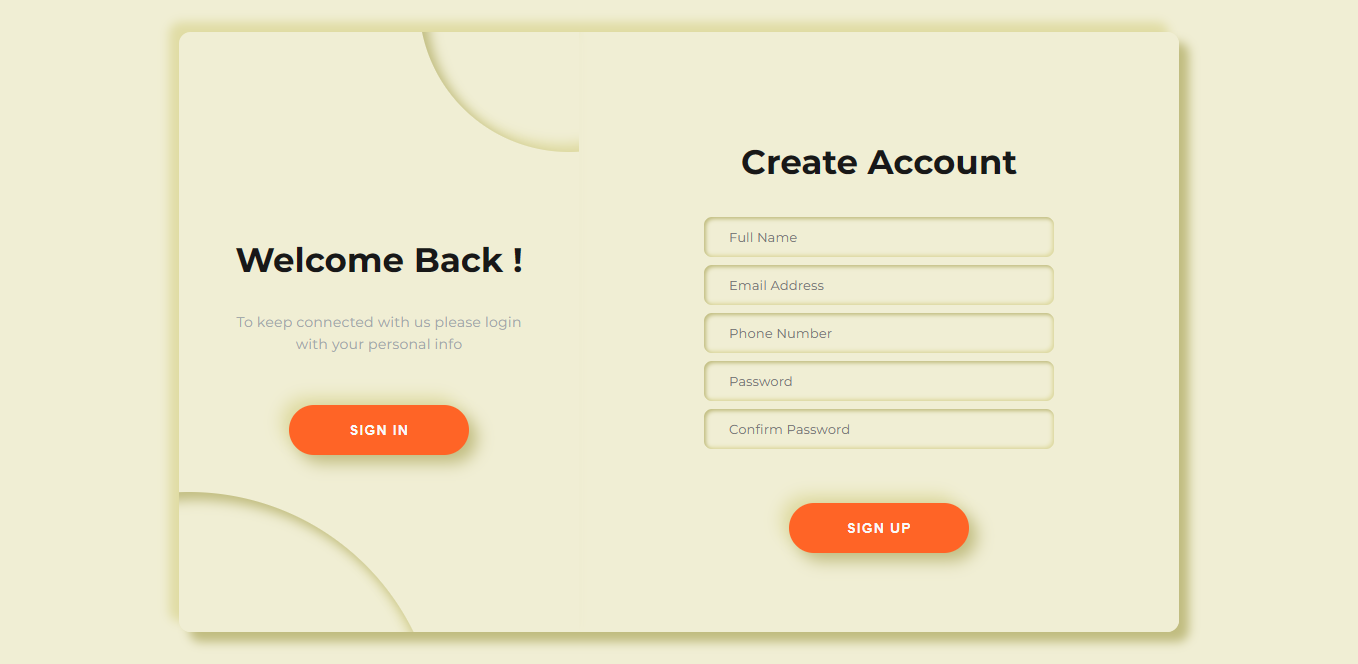 Welcome Back !
To keep connected with us please login
with your personal info
SIGN IN
Create Account
Full Name
Email Address
Phone Number
Password
Confirm Password
SIGN UP